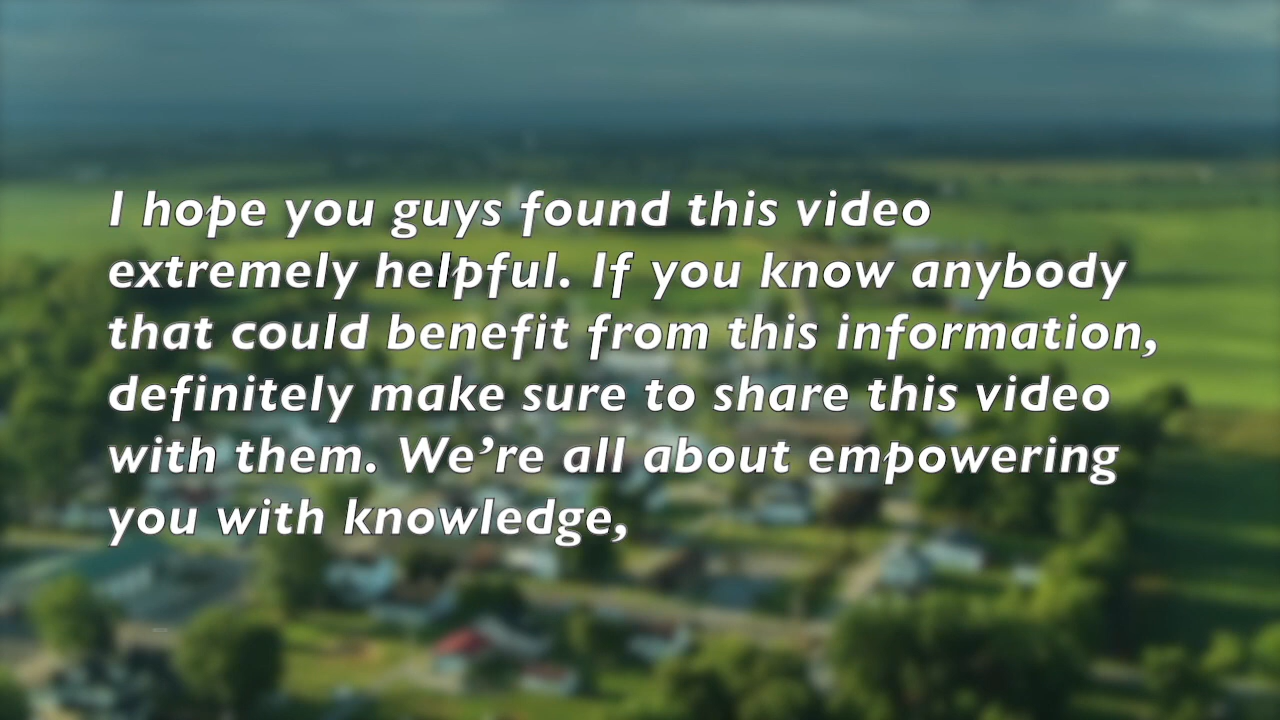 I hope you guys found this video
extremely helpful. If you know anybody
that could benefit from this information,
definitely make sure to share this video
with them. We’re all about empowering
you with knowledge,